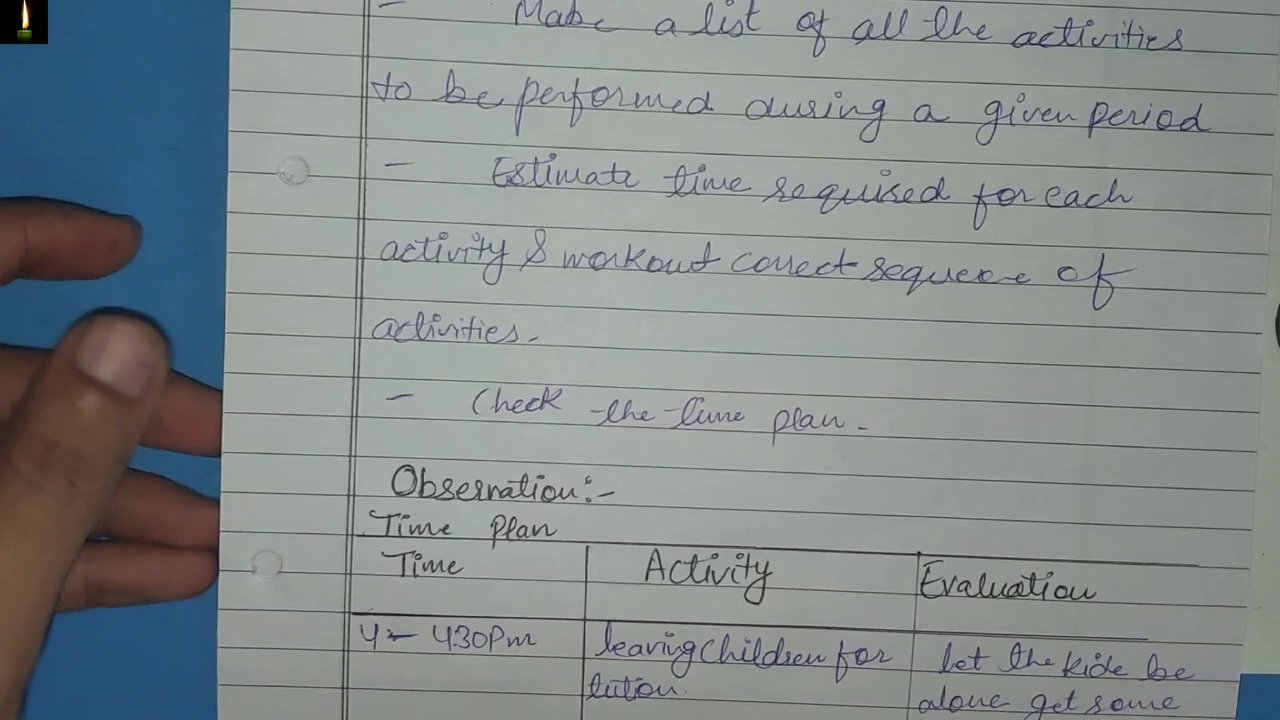 - Make a list of all the activities
to be performed during a given period
- Estimate time required for each
activity & workout correct sequence of
activities.
- Check the time plan.
Observation:-
Time Plan
Time Activity Evaluation
4 - 430Pm leaving Children for let the kids be
tution. alone get some